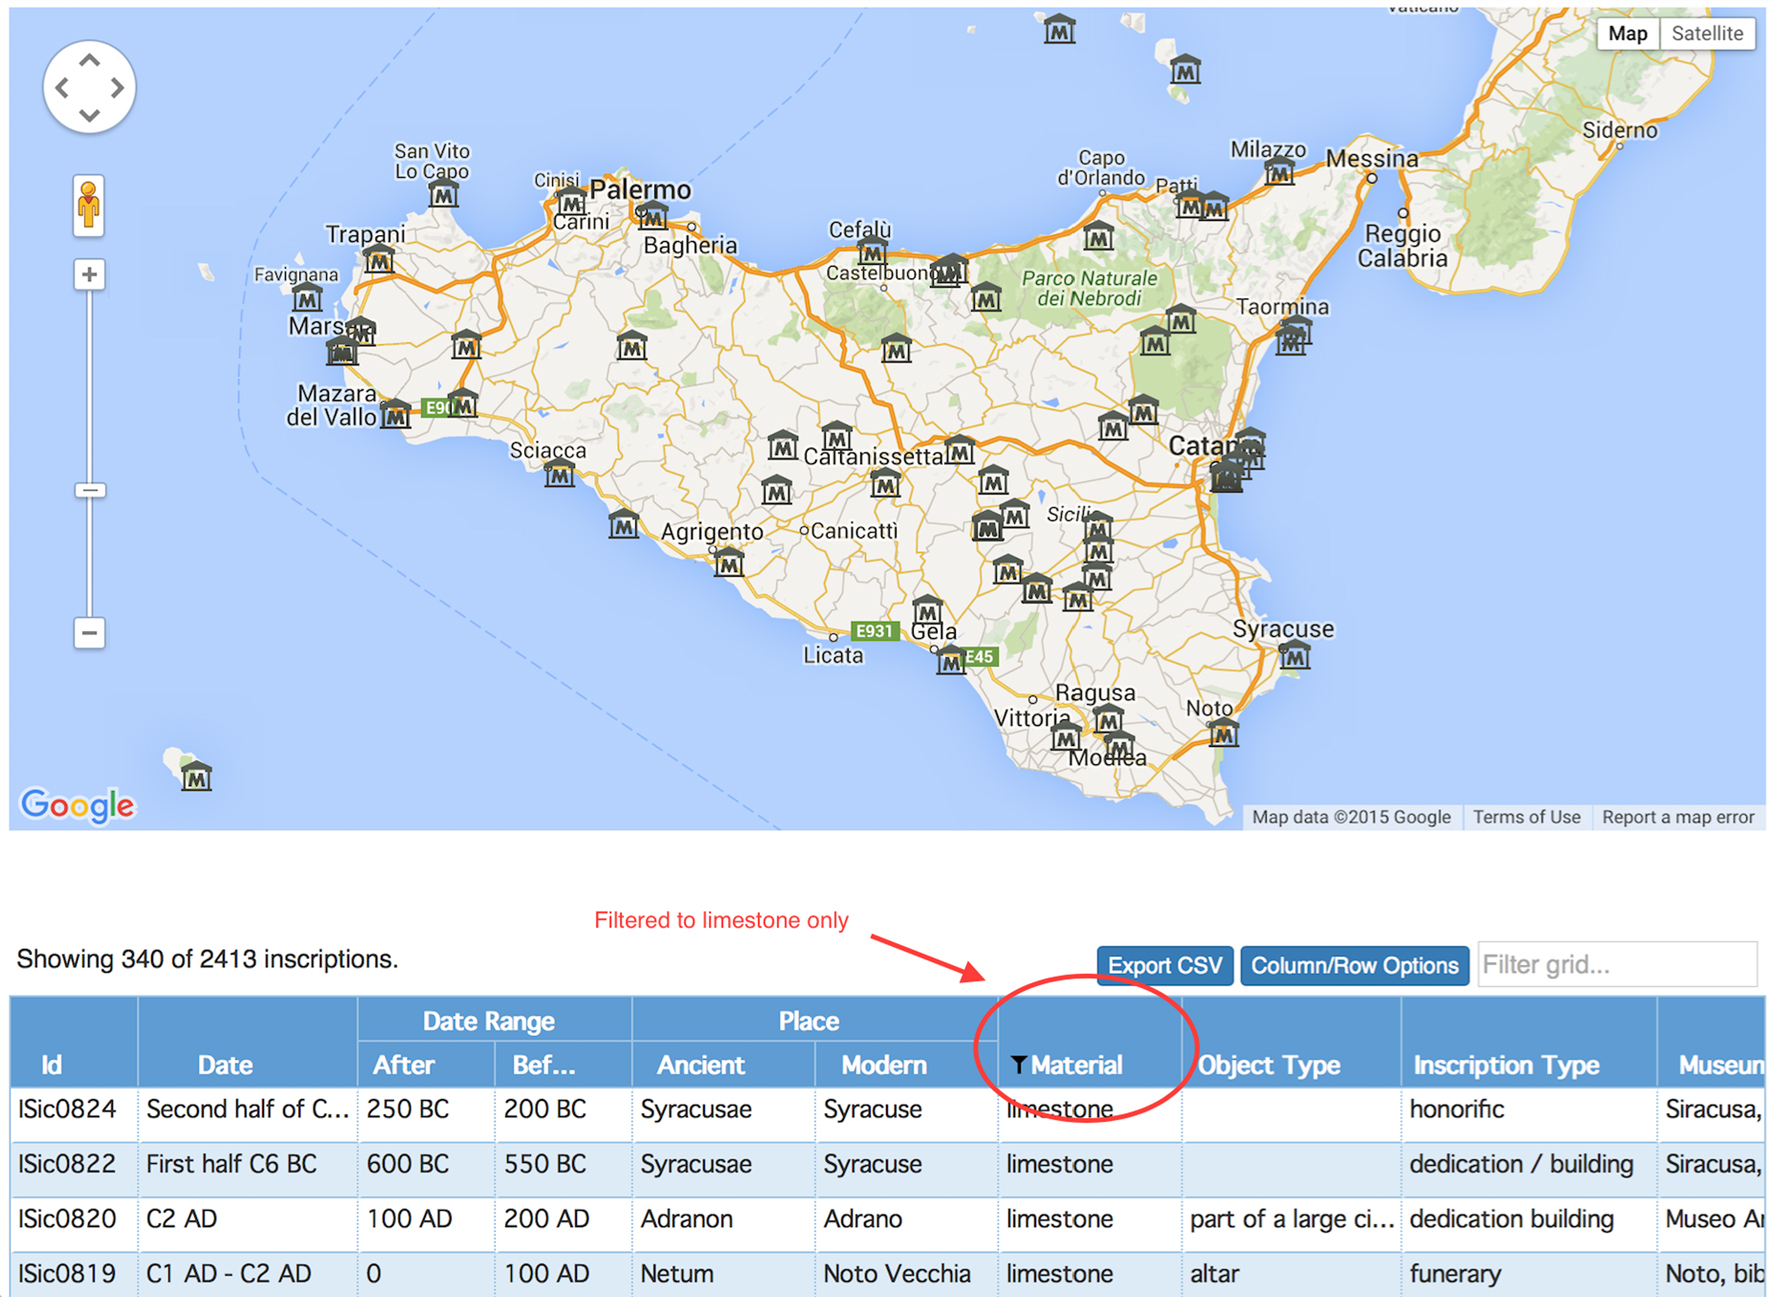 Vaticano
Map Satellite
Siderno
San Vito
Lo Capo
Milazzo
Messina
Capo
d'Orlando
Cinisi
Palermo
Patti
Carini
Trapani
Cefalù
Reggio
Calabria
Bagheria
Favignana
Castelbuono
Parco Naturale
dei Nebrodi
Taormina
Mazara
del Vallo
E90
Sciacca
Caltanissetta
Agrigento
Canicattì
E931
Gela
Syracuse
Licata
E45
Ragusa
Vittoria
Noto
Modica
Google
Map data ©2015 Google Terms of Use Report a map error
Filtered to limestone only
Showing 340 of 2413 inscriptions.
Export CSV Column/Row Options Filter grid...
Date Range Place
Id Date After Bef... Ancient Modern Material Object Type Inscription Type Museum
ISic0824 Second half of C... 250 BC 200 BC Syracusae Syracuse limestone honorific Siracusa,
ISic0822 First half C6 BC 600 BC 550 BC Syracusae Syracuse limestone dedication / building Siracusa,
ISic0820 C2 AD 100 AD 200 AD Adranon Adrano limestone part of a large ci... dedication building Museo Ar
ISic0819 C1 AD - C2 AD 0 100 AD Netum Noto Vecchia limestone altar funerary Noto, bib